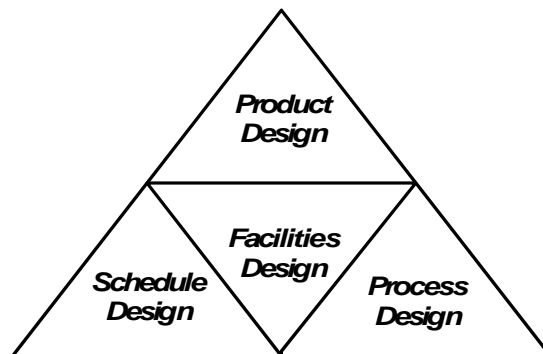 Product
Design
Facilities
Design
Schedule
Design
Process
Design